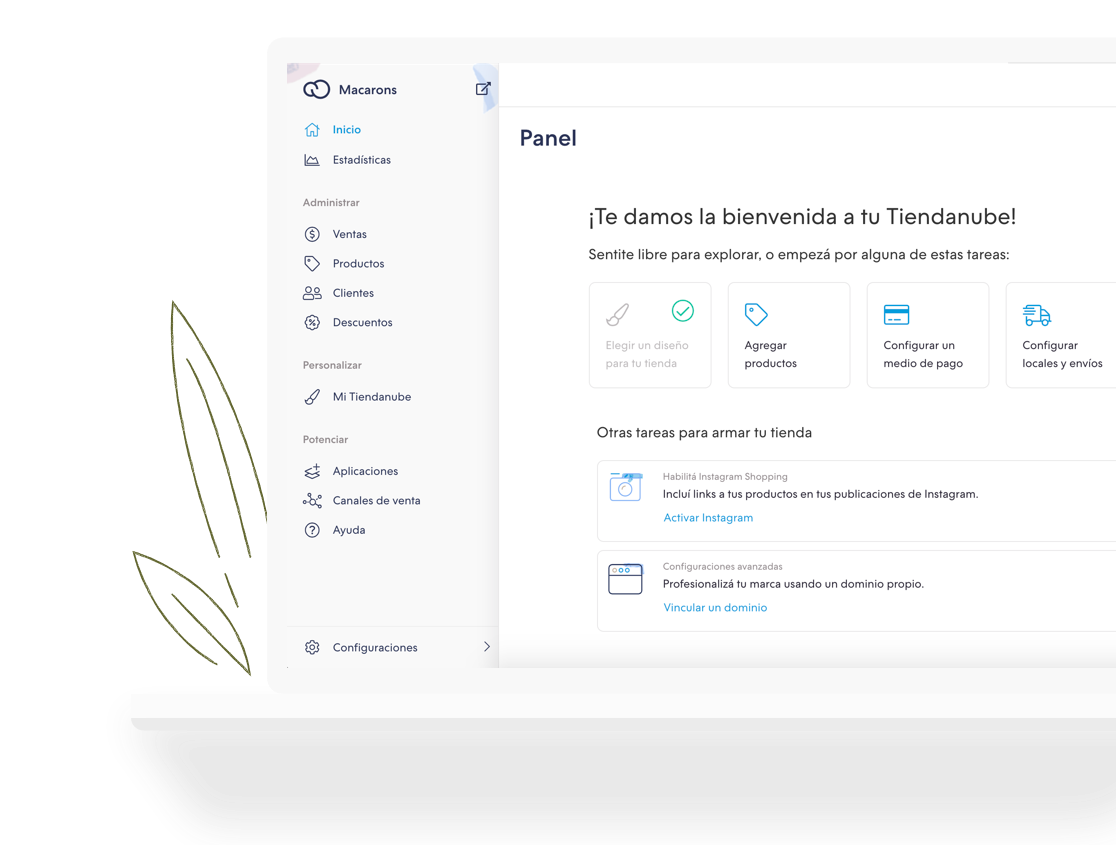 Macarons
Inicio
Estadísticas
Administrar
Ventas
Productos
Clientes
Descuentos
Personalizar
Mi Tiendanube
Potenciar
Aplicaciones
Canales de venta
Ayuda
Configuraciones
Panel
¡Te damos la bienvenida a tu Tiendanube!
Sentite libre para explorar, o empezá por alguna de estas tareas:
Elegir un diseño
para tu tienda
Agregar
productos
Configurar un
medio de pago
Configurar
locales y envíos
Otras tareas para armar tu tienda
Habilitá Instagram Shopping
Incluí links a tus productos en tus publicaciones de Instagram.
Activar Instagram
Configuraciones avanzadas
Profesionalizá tu marca usando un dominio propio.
Vincular un dominio